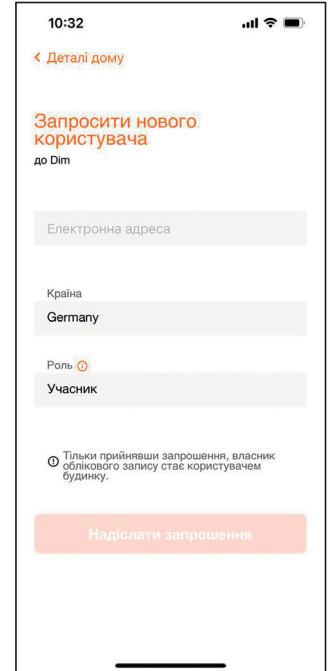 10:32
Деталі дому
Запросити нового
користувача
до Dim
Електронна адреса
Країна
Germany
Роль
Учасник
Тільки прийнявши запрошення, власник
облікового запису стає користувачем
будинку.
Надіслати запрошення